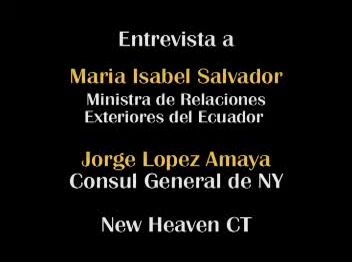 Entrevista a
Maria Isabel Salvador
Ministra de Relaciones
Exteriores del Ecuador
Jorge Lopez Amaya
Consul General de NY
New Heaven CT